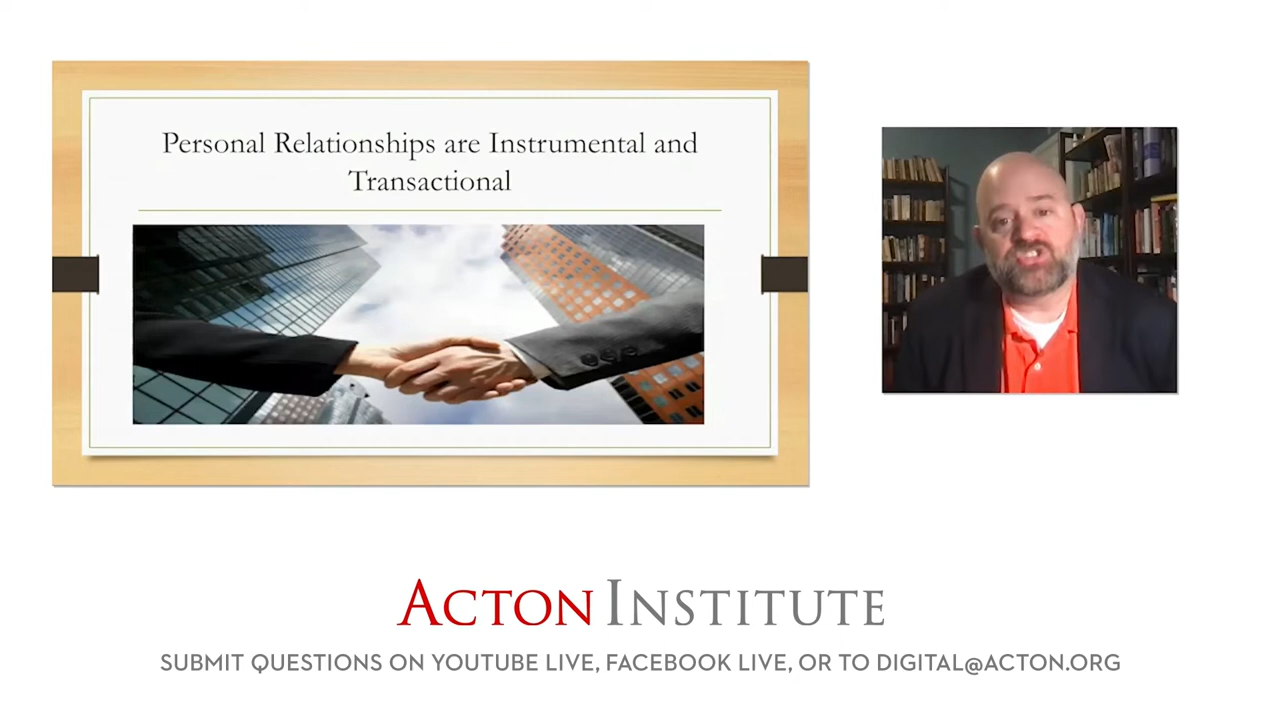 Personal Relationships are Instrumental and
Transactional
ACTON INSTITUTE
SUBMIT QUESTIONS ON YOUTUBE LIVE, FACEBOOK LIVE, OR TO DIGITAL@ACTON.ORG